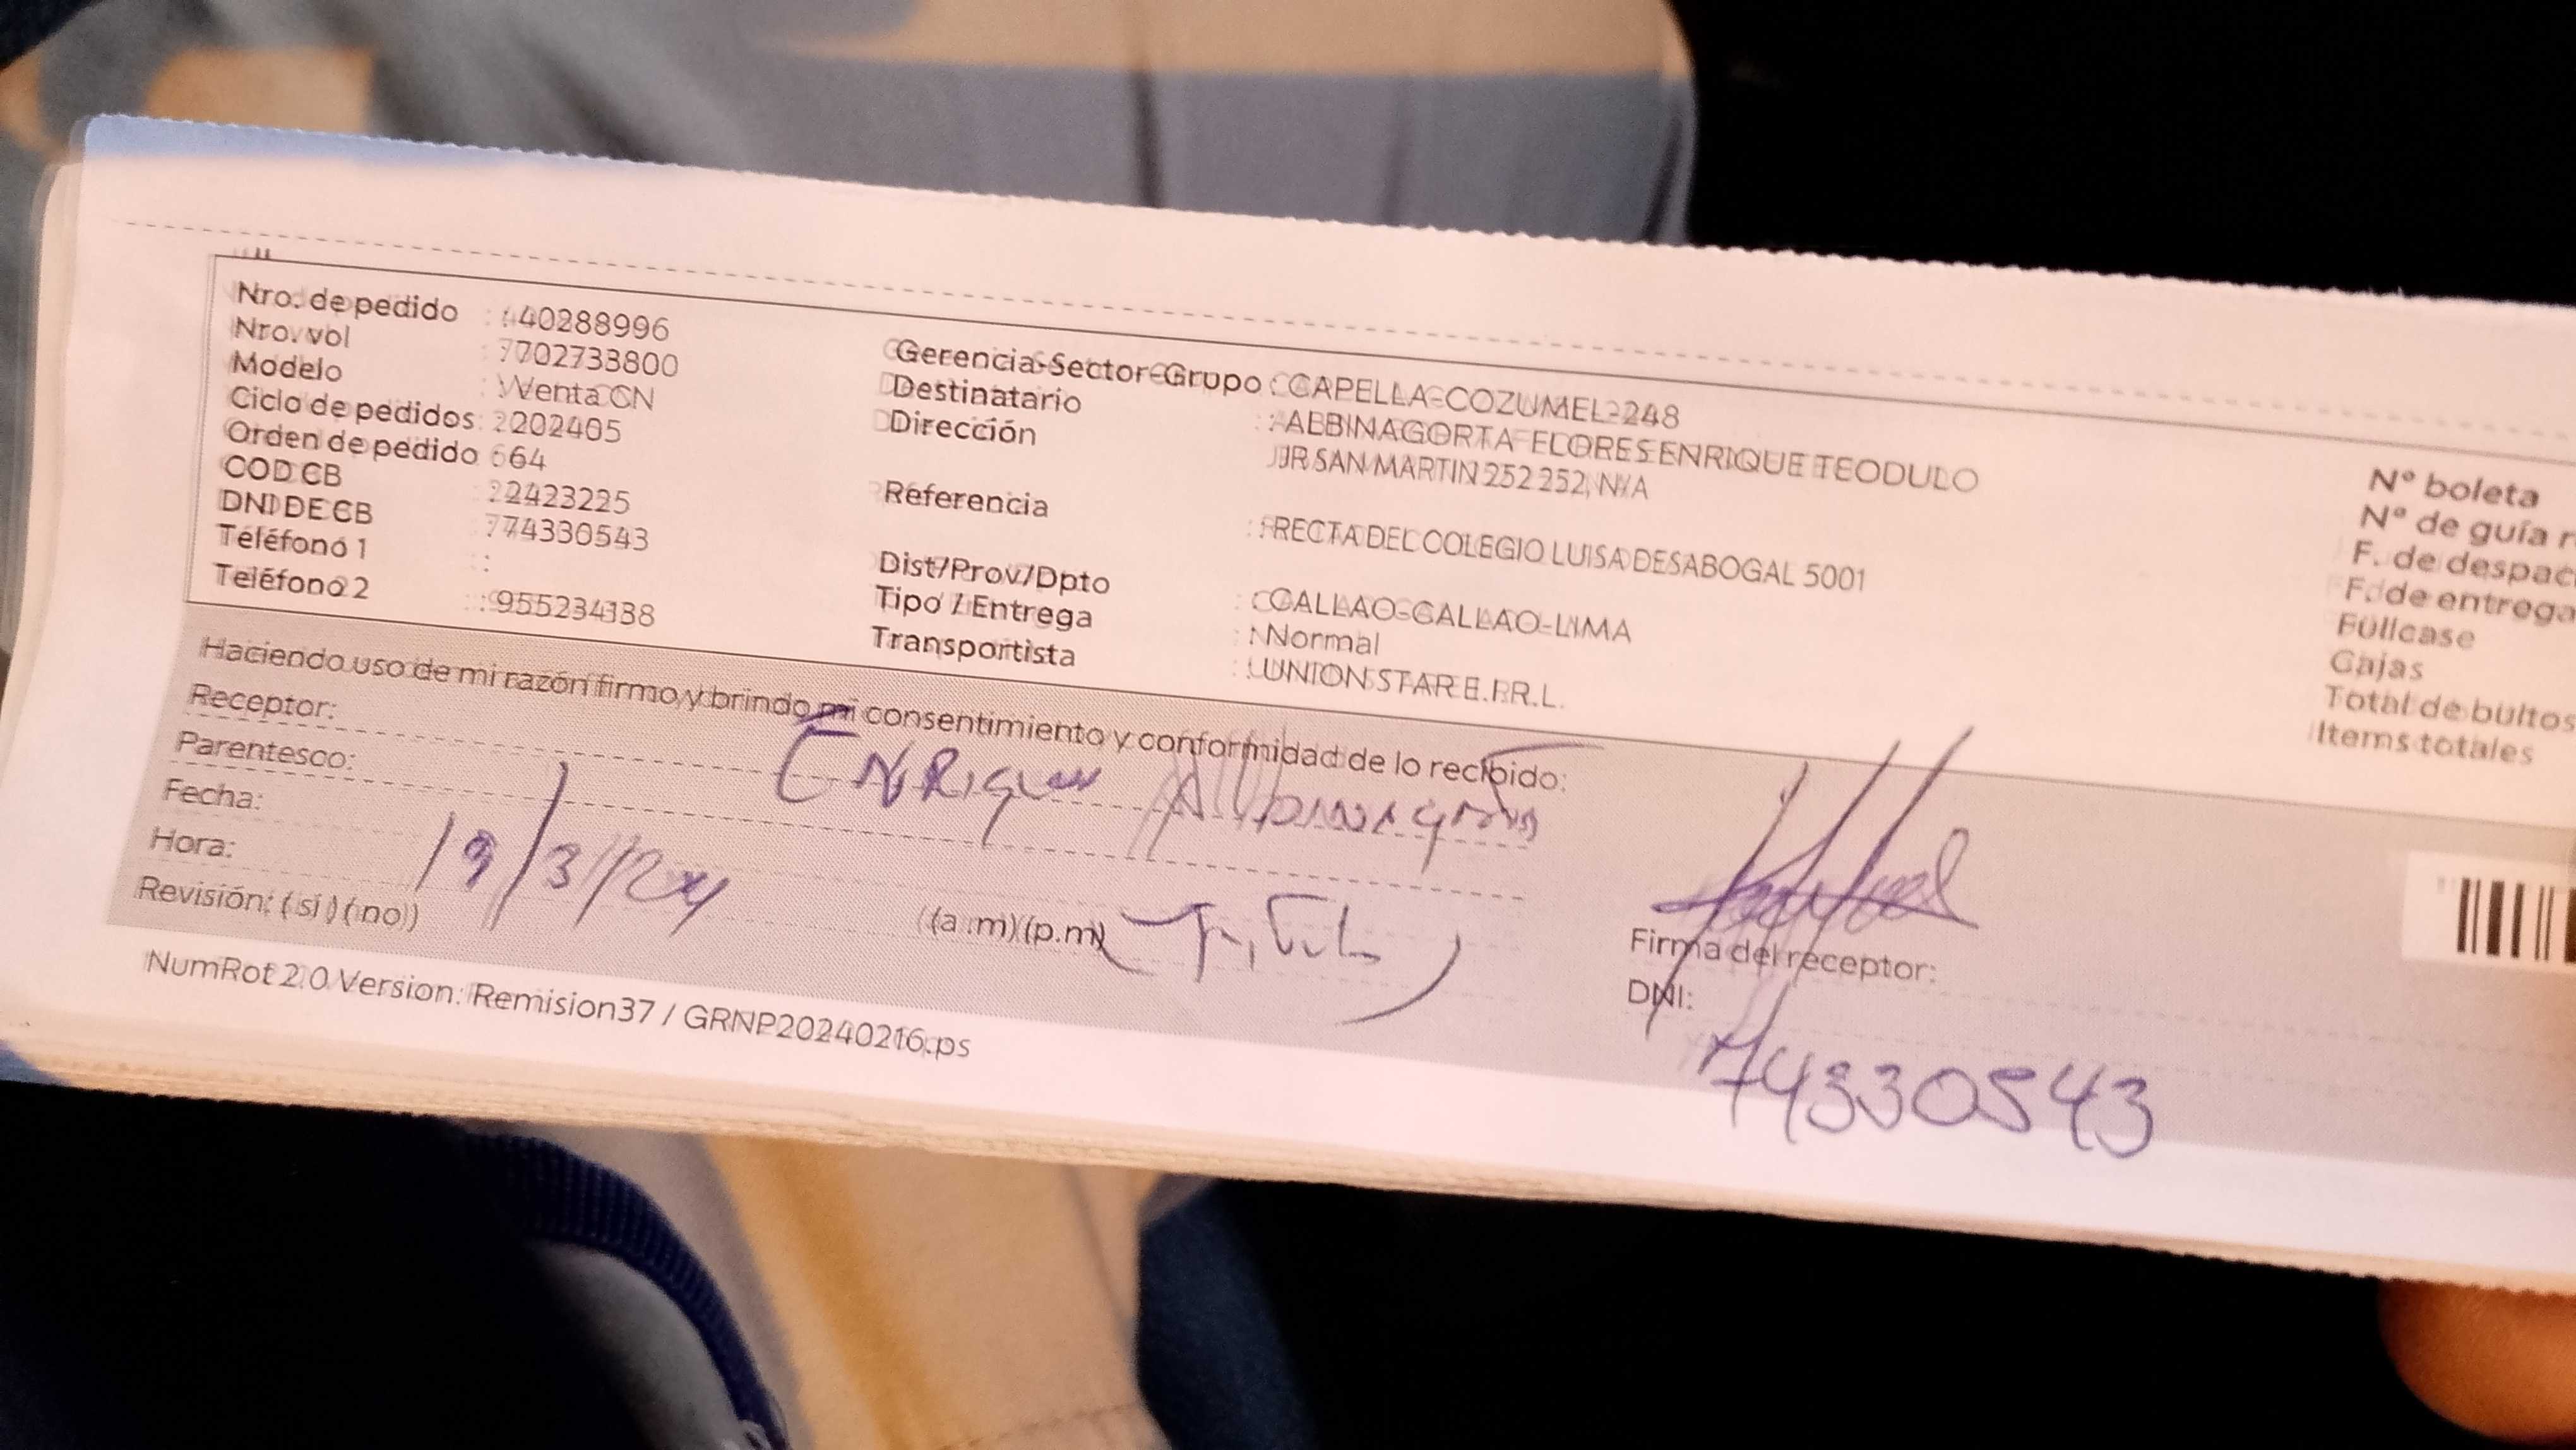 Nro. de pedido : 40288996
Nro. vol : 702733800
Modelo : Venta CN
Ciclo de pedidos : 202405
Orden de pedido 664
COD CB : 2423225
DNI DE CB : 74330543
Teléfono 1 :
Teléfono 2 : 955234138
Gerencia-Sector-Grupo : CAPELLA-COZUMEL-248
Destinatario : ALBINAGORTA FLORES ENRIQUE TEODULO
Dirección JR SAN MARTIN 252 252, N/A
Referencia : RECTA DEL COLEGIO LUISA DE SABOGAL 5001
Dist/Prov/Dpto : CALLAO-CALLAO-LIMA
Tipo / Entrega : Normal
Transportista : UNION STAR E.I.R.L.
Nº boleta
Nº de guía
F. de despac
F. de entrega
Fullcase
Cajas
Total de bultos
Items totales
Haciendo uso de mi razón firmo y brindo mi consentimiento y conformidad de lo recibido:
Receptor: ENRique
Parentesco:
Fecha: 19/3/24
Hora: (a.m)(p.m)
Revisión: (si) (no)
Firma del receptor:
DNI: 74330543
NumRot 2.0 Version: Remision37 / GRNP20240216.ps